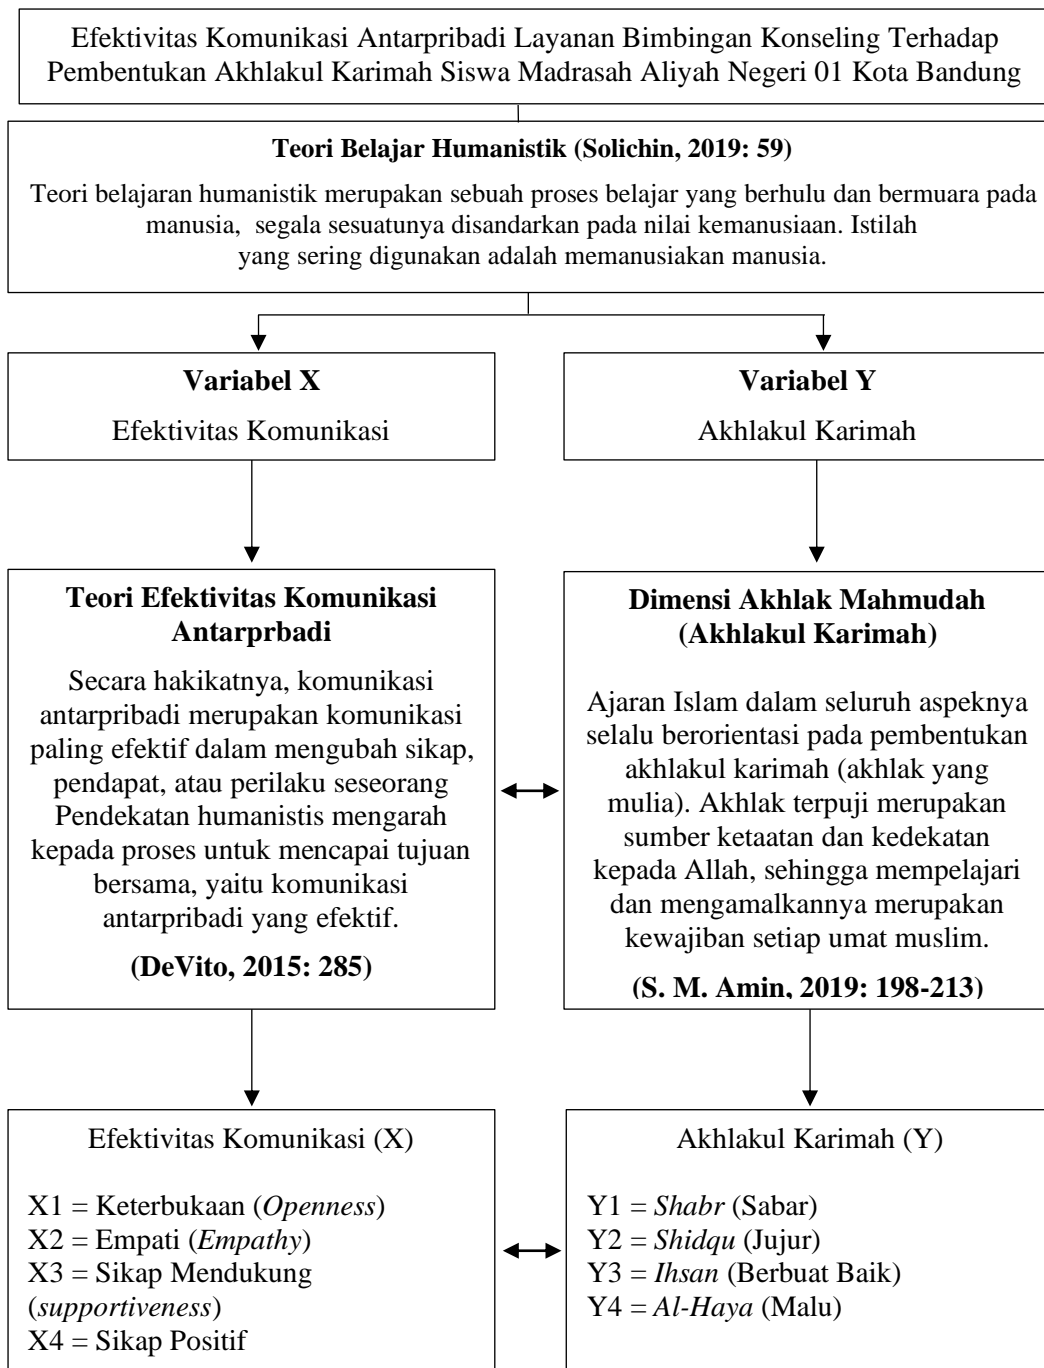 Efektivitas Komunikasi Antarpribadi Layanan Bimbingan Konseling Terhadap
Pembentukan Akhlakul Karimah Siswa Madrasah Aliyah Negeri 01 Kota Bandung
Teori Belajar Humanistik (Solichin, 2019: 59)
Teori belajaran humanistik merupakan sebuah proses belajar yang berhulu dan bermuara pada
manusia, segala sesuatunya disandarkan pada nilai kemanusiaan. Istilah
yang sering digunakan adalah memanusiakan manusia.
Variabel X
Efektivitas Komunikasi
Variabel Y
Akhlakul Karimah
Teori Efektivitas Komunikasi
Antarprbadi
Secara hakikatnya, komunikasi
antarpribadi merupakan komunikasi
paling efektif dalam mengubah sikap,
pendapat, atau perilaku seseorang
Pendekatan humanistis mengarah
kepada proses untuk mencapai tujuan
bersama, yaitu komunikasi
antarpribadi yang efektif.
(DeVito, 2015: 285)
Dimensi Akhlak Mahmudah
(Akhlakul Karimah)
Ajaran Islam dalam seluruh aspeknya
selalu berorientasi pada pembentukan
akhlakul karimah (akhlak yang
mulia). Akhlak terpuji merupakan
sumber ketaatan dan kedekatan
kepada Allah, sehingga mempelajari
dan mengamalkannya merupakan
kewajiban setiap umat muslim.
(S. M. Amin, 2019: 198-213)
Efektivitas Komunikasi (X)
X1 = Keterbukaan (Openness)
X2 = Empati (Empathy)
X3 = Sikap Mendukung
(supportiveness)
X4 = Sikap Positif
Akhlakul Karimah (Y)
Y1 = Shabr (Sabar)
Y2 = Shidqu (Jujur)
Y3 = Ihsan (Berbuat Baik)
Y4 = Al-Haya (Malu)